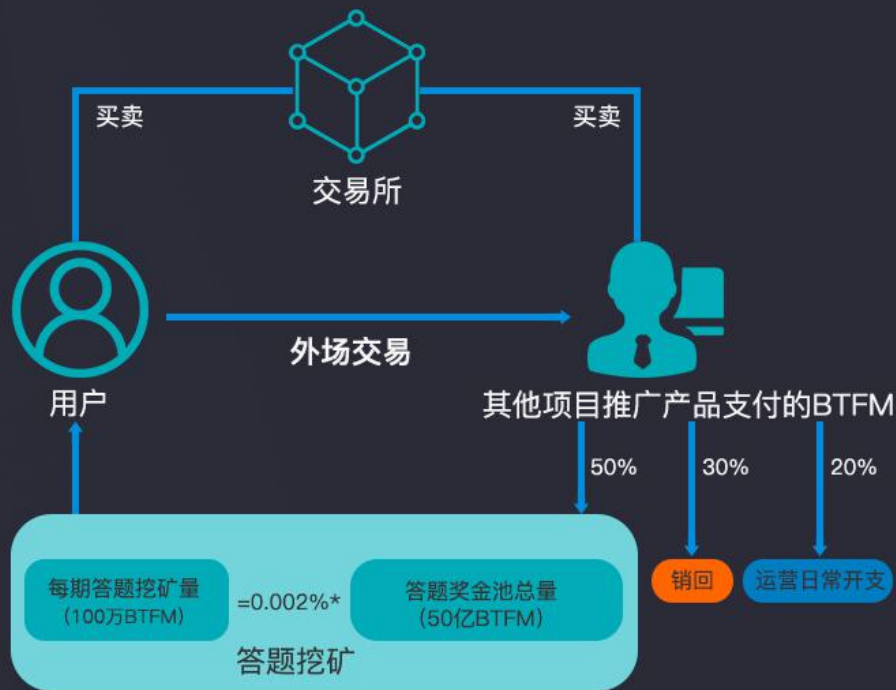 买卖
买卖
交易所
外场交易
用户
其他项目推广产品支付的BTFM
50%
30%
20%
每期答题挖矿量
(100万BTFM)
=0.002%*
答题奖金池总量
(50亿BTFM)
销回
运营日常开支
答题挖矿